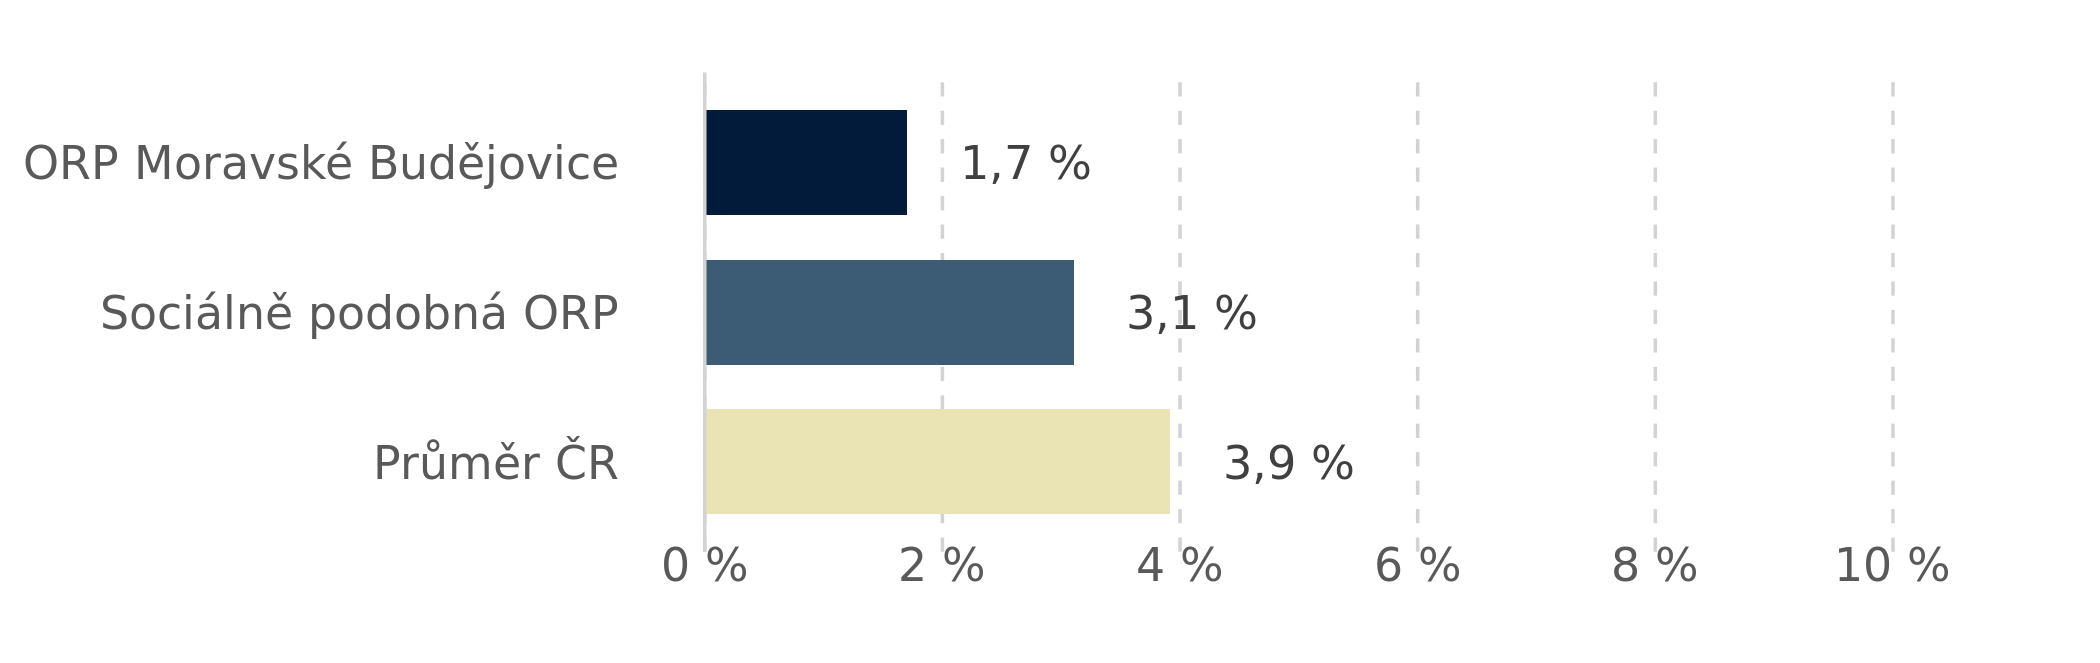 ORP Moravské Budějovice
1,7 %
Sociálně podobná ORP
3,1 %
Průměr ČR
3,9 %
0 % 2 % 4 % 6 % 8 % 10 %